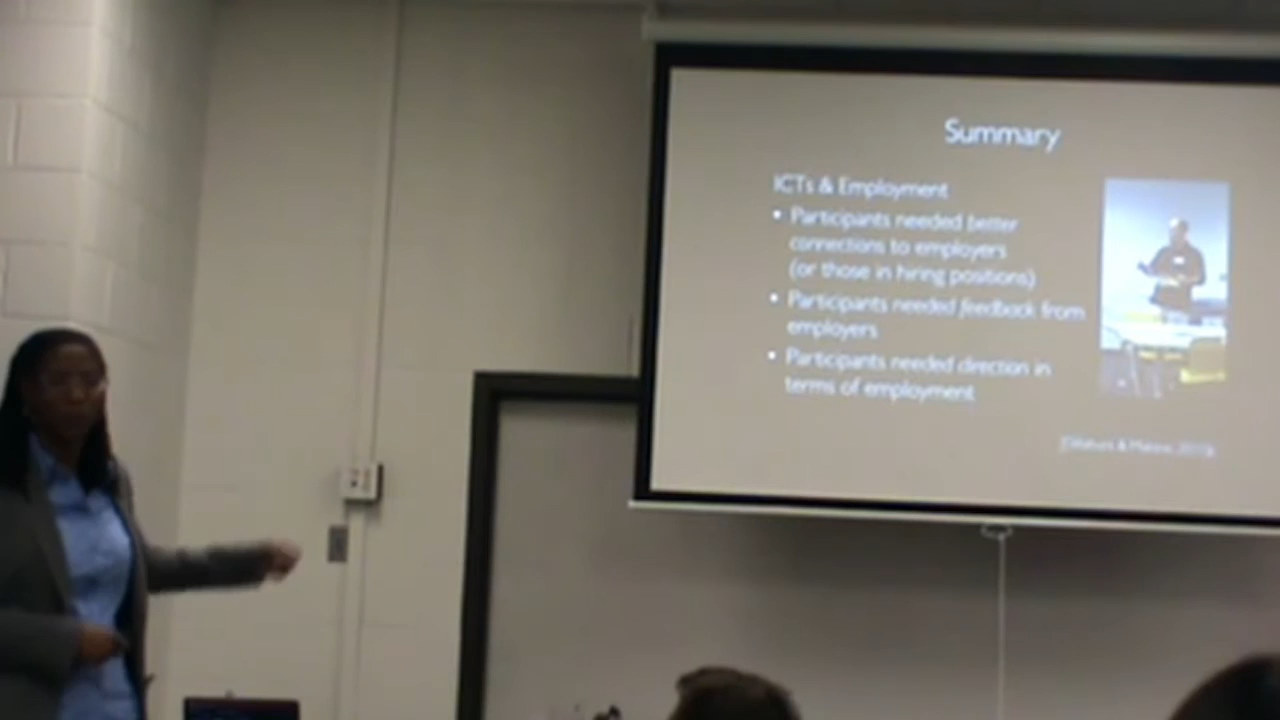 Summary
ICTs & Employment
• Participants needed better
connections to employers
(or those in hiring positions)
• Participants needed feedback from
employers
• Participants needed direction in
terms of employment